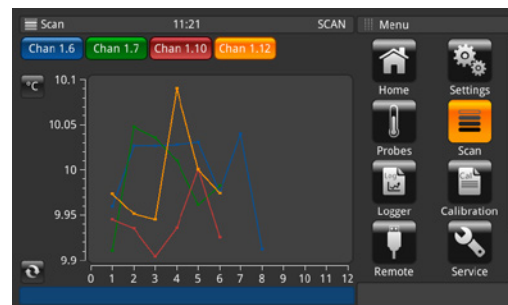 Scan 11:21 SCAN
Menu
Chan 1.6 Chan 1.7 Chan 1.10 Chan 1.12
°C
10.1
10.05
10
9.95
9.9
0 1 2 3 4 5 6 7 8 9 10 11 12
Home Settings
Probes Scan
Log
Cal
Logger Calibration
Remote Service